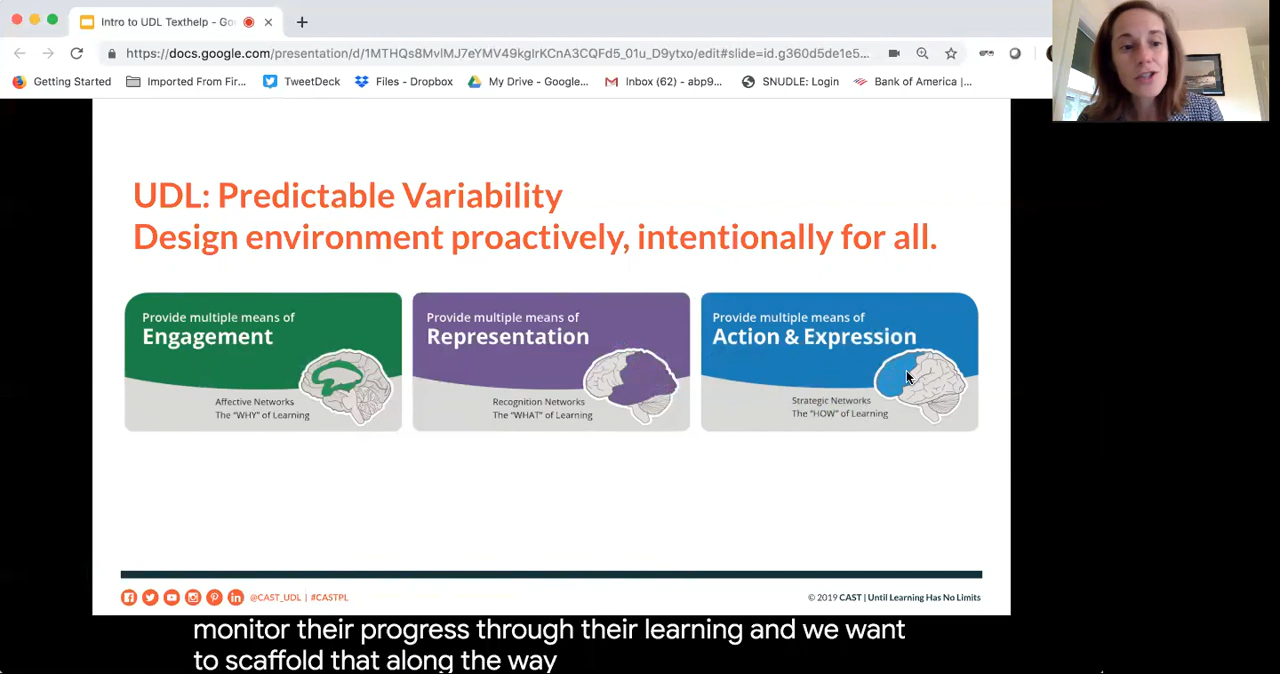 Intro to UDL Texthelp - Go
https://docs.google.com/presentation/d/1MTHQs8MvlMJ7eYMV49kglrKCnA3CQFd5_01u_D9ytxo/edit#slide=id.g360d5de1e5...
Getting Started Imported From Fir... TweetDeck Files - Dropbox My Drive - Google... Inbox (62) - abp9... SNUDLE: Login Bank of America |...
UDL: Predictable Variability
Design environment proactively, intentionally for all.
Provide multiple means of
Engagement
Affective Networks
The "WHY" of Learning
Provide multiple means of
Representation
Recognition Networks
The "WHAT" of Learning
Provide multiple means of
Action & Expression
Strategic Networks
The "HOW" of Learning
@CAST_UDL | #CASTPL
© 2019 CAST | Until Learning Has No Limits
monitor their progress through their learning and we want
to scaffold that along the way